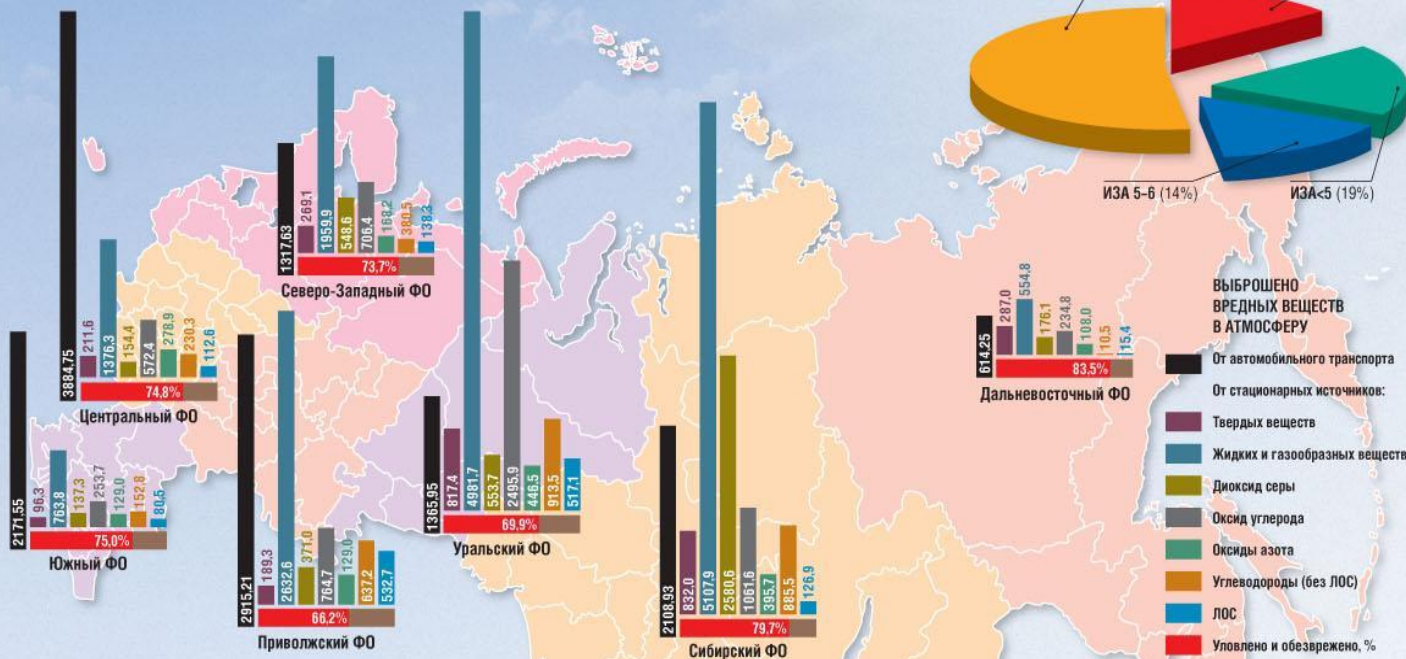 ИЗА 5–6 (14%)
ИЗА<5 (19%)
1317,63
269,1
1959,9
548,6
706,4
168,2
380,5
138,3
73,7%
Северо-Западный ФО
3884,75
211,6
1376,3
154,4
572,4
278,9
230,3
112,6
74,8%
Центральный ФО
2171,55
96,3
763,8
137,3
253,7
129,0
152,8
80,5
75,0%
Южный ФО
2915,21
189,3
2632,6
371,0
764,7
129,0
637,2
532,7
66,2%
Приволжский ФО
1365,95
817,4
4981,7
553,7
2495,9
446,5
913,5
517,1
69,9%
Уральский ФО
2108,93
832,0
5107,9
2580,6
1061,6
395,7
885,5
126,9
79,7%
Сибирский ФО
614,25
287,0
554,8
176,1
234,8
108,0
10,5
15,4
83,5%
Дальневосточный ФО
ВЫБРОШЕНО
ВРЕДНЫХ ВЕЩЕСТВ
В АТМОСФЕРУ
От автомобильного транспорта
От стационарных источников:
Твердых веществ
Жидких и газообразных веществ
Диоксид серы
Оксид углерода
Оксиды азота
Углеводороды (без ЛОС)
ЛОС
Уловлено и обезврежено, %